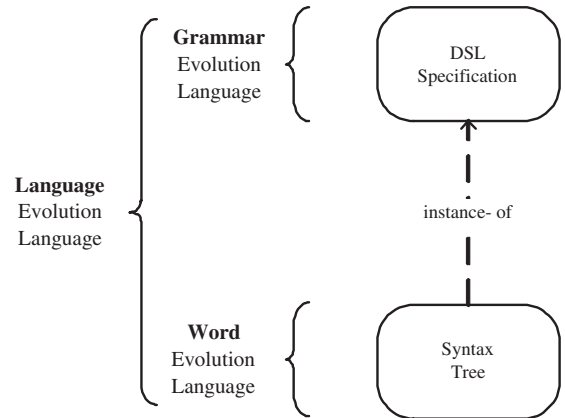 Grammar
Evolution
Language
DSL
Specification
Language
Evolution
Language
instance- of
Word
Evolution
Language
Syntax
Tree